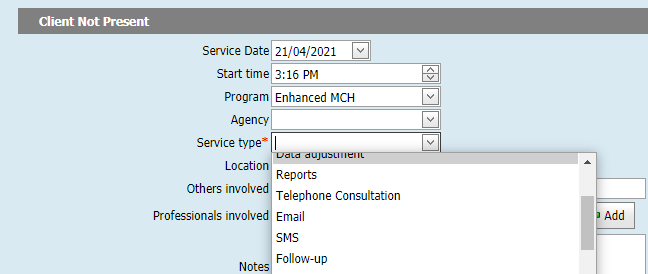 Client Not Present
Service Date 21/04/2021
Start time 3:16 PM
Program Enhanced MCH
Agency
Service type*
Data adjustment
Location
Reports
Others involved
Telephone Consultation
Professionals involved
Email
Add
SMS
Notes
Follow-up